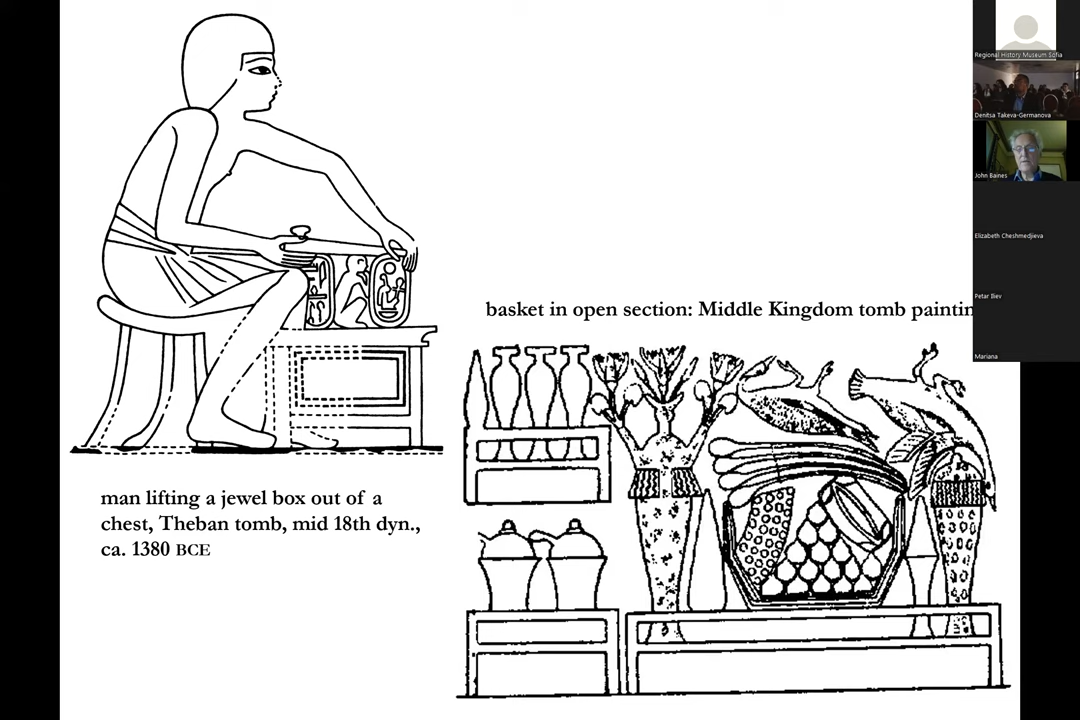 basket in open section: Middle Kingdom tomb paintin
man lifting a jewel box out of a
chest, Theban tomb, mid 18th dyn.,
ca. 1380 BCE
Regional History Museum Sofia
Denitsa Takeva-Germanova
John Baines
Elizabeth Cheshmedjieva
Petar Iliev
Mariana